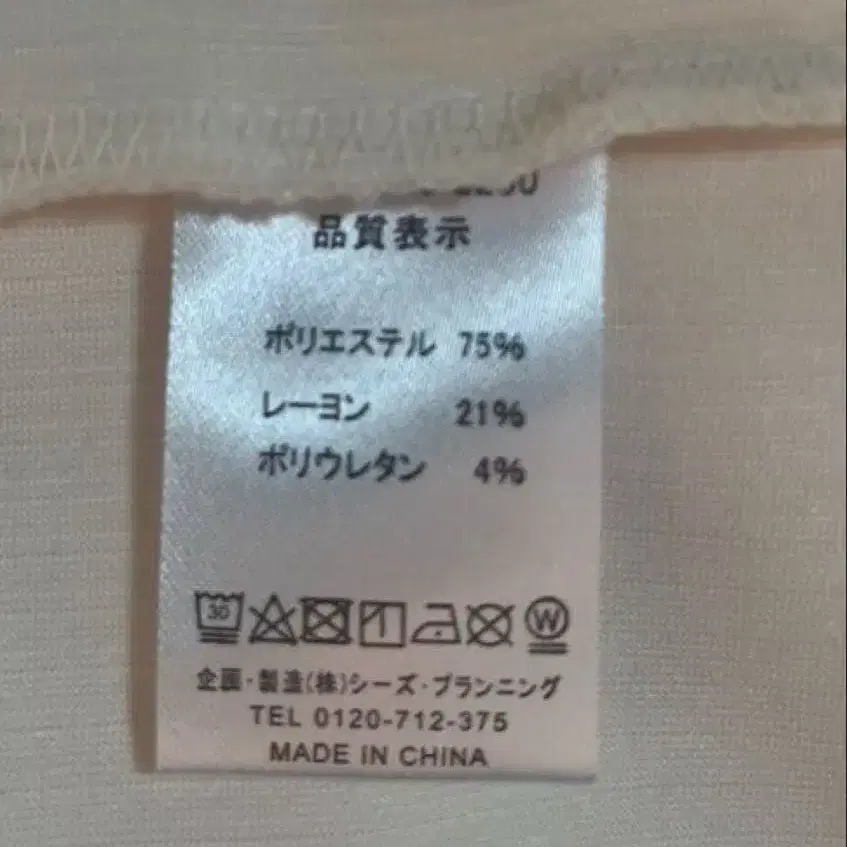 品質表示
ポリエステル 75%
レーヨン 21%
ポリウレタン 4%
30 W
企画・製造(株)シーズ・プランニング
TEL 0120-712-375
MADE IN CHINA